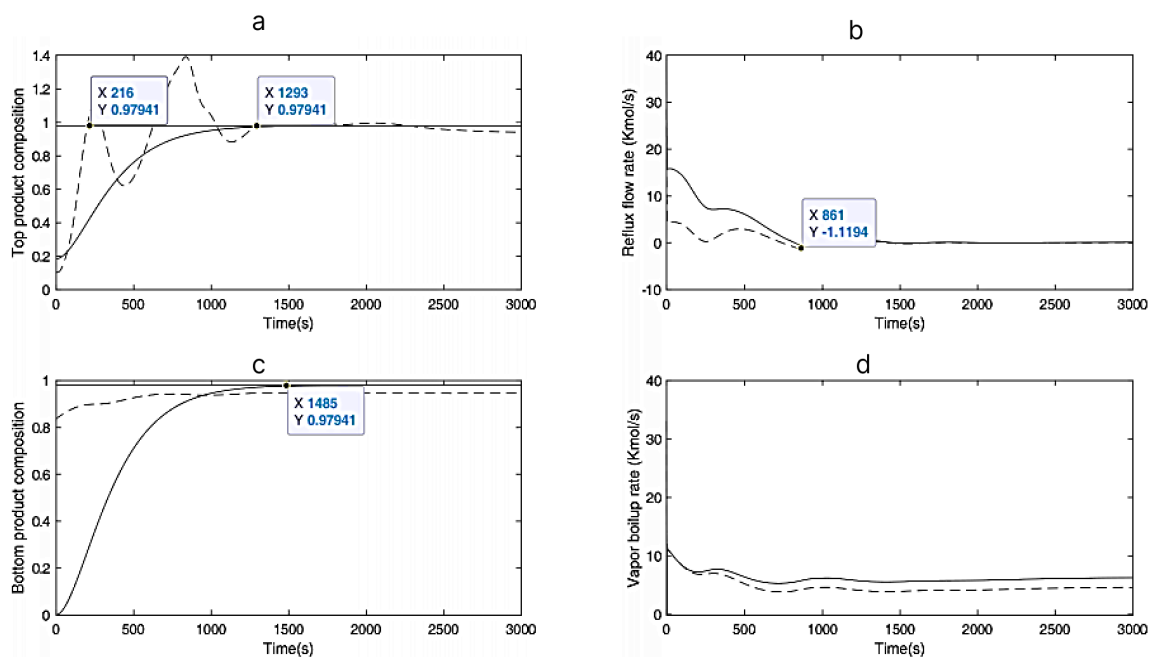 a
Top product composition
1.4
1.2
1
0.8
0.6
0.4
0.2
0
X 216
Y 0.97941
X 1293
Y 0.97941
0 500 1000 1500 2000 2500 3000
Time(s)
b
Reflux flow rate (Kmol/s)
40
30
20
10
0
-10
X 861
Y -1.1194
0 500 1000 1500 2000 2500 3000
Time(s)
c
Bottom product composition
1
0.8
0.6
0.4
0.2
0
X 1485
Y 0.97941
0 500 1000 1500 2000 2500 3000
Time(s)
d
Vapor boilup rate (Kmol/s)
40
30
20
10
0
0 500 1000 1500 2000 2500 3000
Time(s)